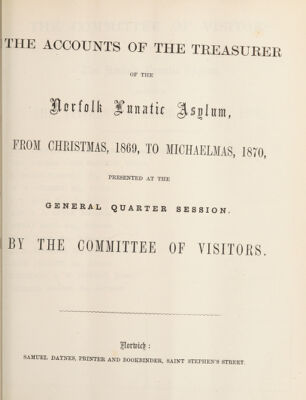 THE ACCOUNTS OF THE TREASURER
OF THE
Norfolk Lunatic Asylum,
FROM CHRISTMAS, 1869, TO MICHAELMAS, 1870,
PRESENTED AT THE
GENERAL QUARTER SESSION.
BY THE COMMITTEE OF VISITORS.
Norwich:
SAMUEL DAYNES, PRINTER AND BOOKBINDER, SAINT STEPHEN'S STREET.